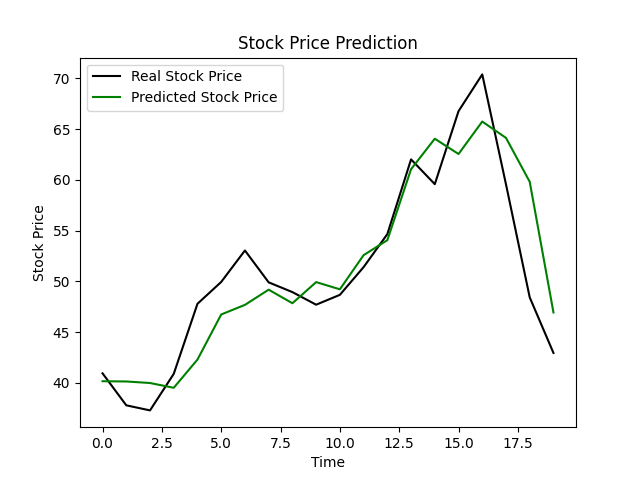 Stock Price Prediction
Real Stock Price
Predicted Stock Price
Stock Price
70
65
60
55
50
45
40
0.0 2.5 5.0 7.5 10.0 12.5 15.0 17.5
Time